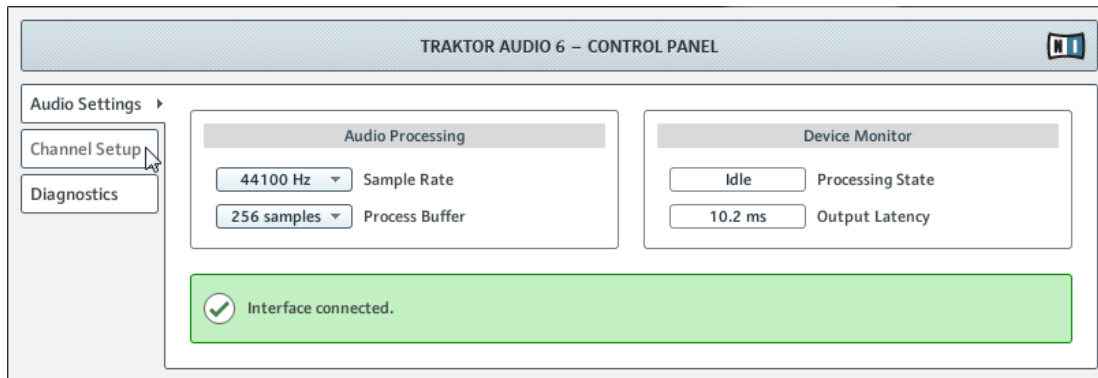 TRAKTOR AUDIO 6 – CONTROL PANEL
N I
Audio Settings
Channel Setup
Diagnostics
Audio Processing
44100 Hz Sample Rate
256 samples Process Buffer
Device Monitor
Idle Processing State
10.2 ms Output Latency
Interface connected.